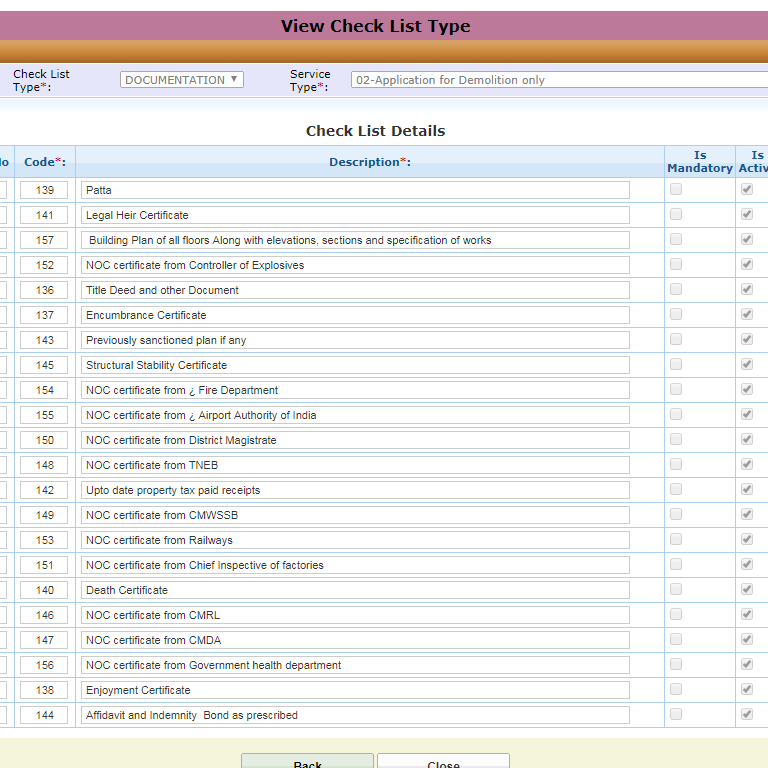 View Check List Type
Check List Type*: DOCUMENTATION Service Type*: 02-Application for Demolition only
Check List Details
Code*: Description*: Is Mandatory Is
139 Patta
141 Legal Heir Certificate
157 Building Plan of all floors Along with elevations, sections and specification of works
152 NOC certificate from Controller of Explosives
136 Title Deed and other Document
137 Encumbrance Certificate
143 Previously sanctioned plan if any
145 Structural Stability Certificate
154 NOC certificate from ¿ Fire Department
155 NOC certificate from ¿ Airport Authority of India
150 NOC certificate from District Magistrate
148 NOC certificate from TNEB
142 Upto date property tax paid receipts
149 NOC certificate from CMWSSB
153 NOC certificate from Railways
151 NOC certificate from Chief Inspective of factories
140 Death Certificate
146 NOC certificate from CMRL
147 NOC certificate from CMDA
156 NOC certificate from Government health department
138 Enjoyment Certificate
144 Affidavit and Indemnity  Bond as prescribed
Back Close